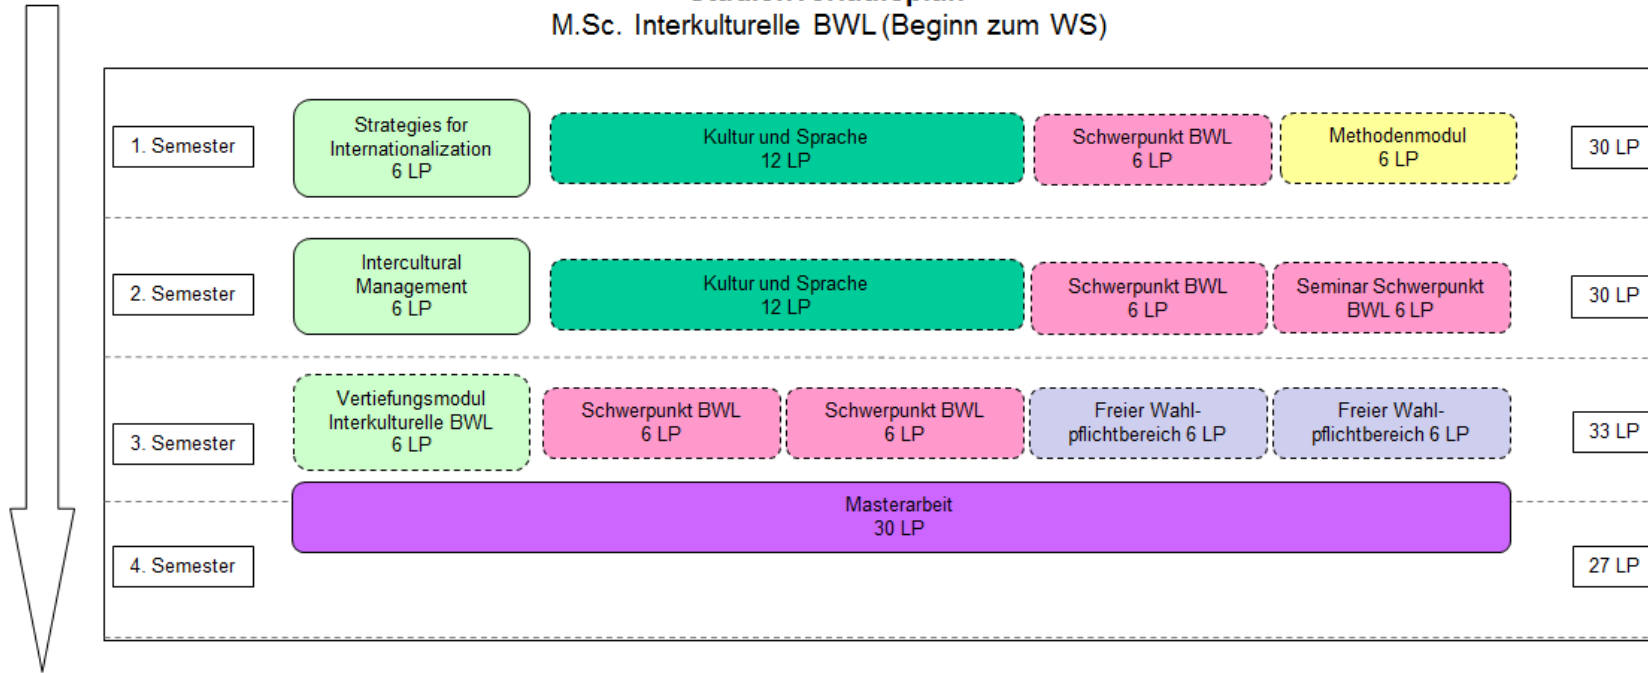 M.Sc. Interkulturelle BWL (Beginn zum WS)
1. Semester
Strategies for
Internationalization
6 LP
Kultur und Sprache
12 LP
Schwerpunkt BWL
6 LP
Methodenmodul
6 LP
30 LP
2. Semester
Intercultural
Management
6 LP
Kultur und Sprache
12 LP
Schwerpunkt BWL
6 LP
Seminar Schwerpunkt
BWL 6 LP
30 LP
3. Semester
Vertiefungsmodul
Interkulturelle BWL
6 LP
Schwerpunkt BWL
6 LP
Schwerpunkt BWL
6 LP
Freier Wahl-
pflichtbereich 6 LP
Freier Wahl-
pflichtbereich 6 LP
33 LP
Masterarbeit
30 LP
4. Semester
27 LP